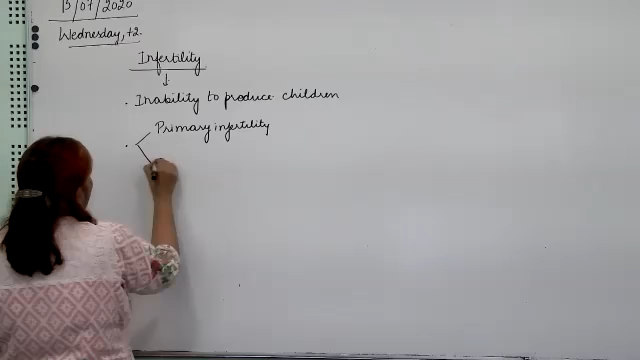 13/07/2020
Wednesday, +2.
Infertility
↓
. Inability to produce children
. Primary infertility